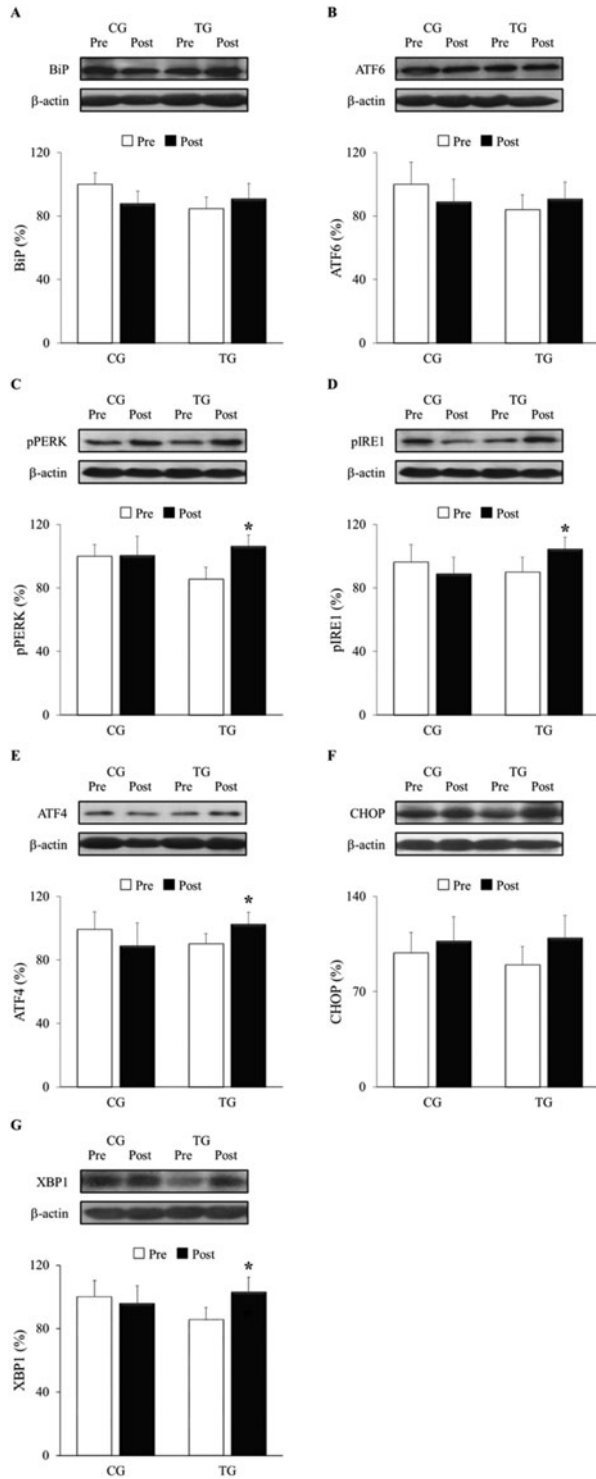 A
CG TG
Pre Post Pre Post
BiP
β-actin
Pre Post
120
80
40
0
BiP (%)
CG TG
B
CG TG
Pre Post Pre Post
ATF6
β-actin
Pre Post
120
80
40
0
ATF6 (%)
CG TG
C
CG TG
Pre Post Pre Post
pPERK
β-actin
Pre Post
120
80
40
0
*
pPERK (%)
CG TG
D
CG TG
Pre Post Pre Post
pIRE1
β-actin
Pre Post
120
80
40
0
*
pIRE1 (%)
CG TG
E
CG TG
Pre Post Pre Post
ATF4
β-actin
Pre Post
120
80
40
0
*
ATF4 (%)
CG TG
F
CG TG
Pre Post Pre Post
CHOP
β-actin
Pre Post
140
70
0
CHOP (%)
CG TG
G
CG TG
Pre Post Pre Post
XBP1
β-actin
Pre Post
120
80
40
0
*
XBP1 (%)
CG TG